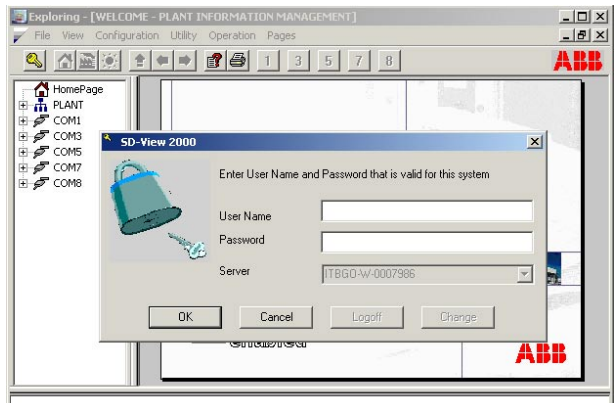 Exploring - [WELCOME - PLANT INFORMATION MANAGEMENT]
File View Configuration Utility Operation Pages
1 3 5 7 8
ABB
HomePage
PLANT
COM1
COM3
COM5
COM7
COM8
SD-View 2000
Enter User Name and Password that is valid for this system
User Name
Password
Server ITBGO-W-0007986
OK Cancel Logoff Change
enabled
ABB